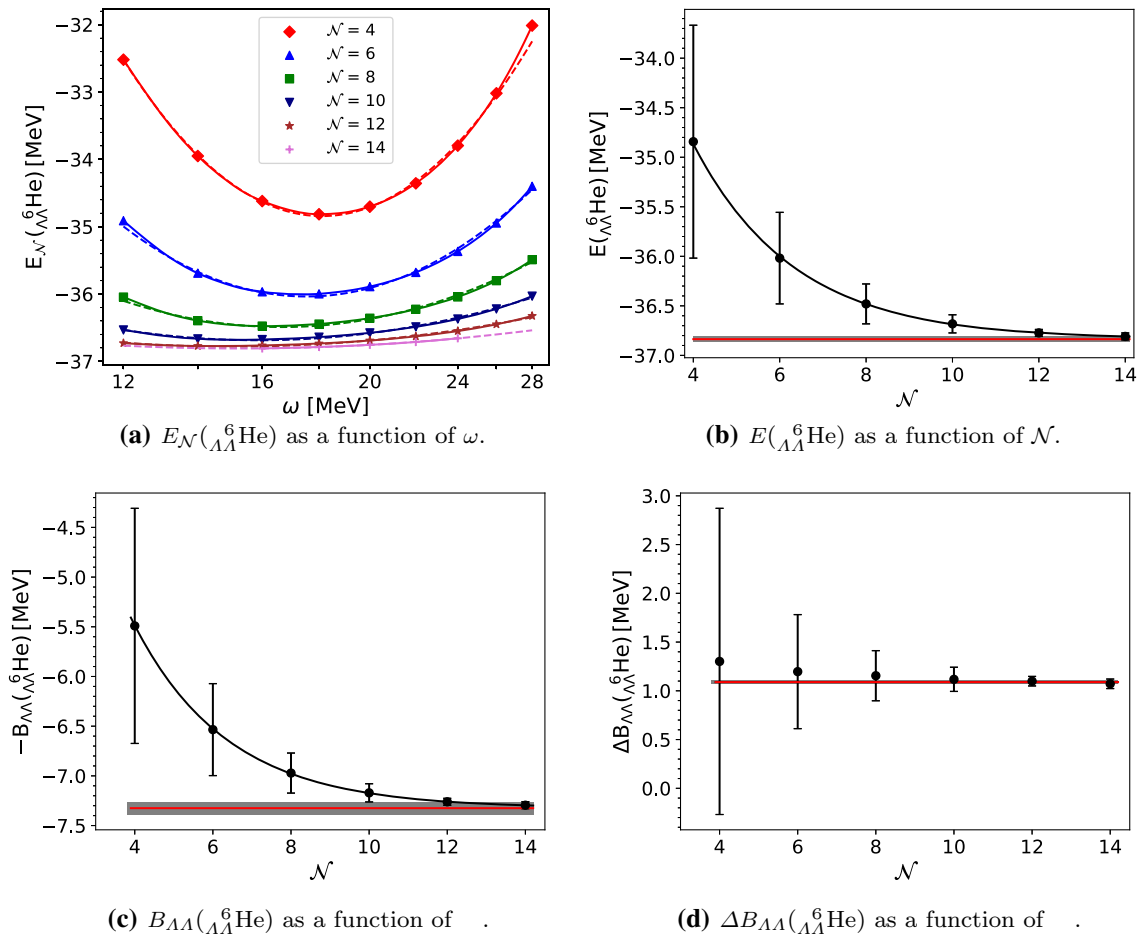 −32
−33
−34
−35
−36
−37
E𝒩(ΛΛ⁶He) [MeV]
12
16
20
24
28
ω [MeV]
𝒩 = 4
𝒩 = 6
𝒩 = 8
𝒩 = 10
𝒩 = 12
𝒩 = 14
(a) E𝒩(ΛΛ⁶He) as a function of ω.
−34.0
−34.5
−35.0
−35.5
−36.0
−36.5
−37.0
E(ΛΛ⁶He) [MeV]
4
6
8
10
12
14
𝒩
(b) E(ΛΛ⁶He) as a function of 𝒩.
−4.5
−5.0
−5.5
−6.0
−6.5
−7.0
−7.5
−BΛΛ(ΛΛ⁶He) [MeV]
4
6
8
10
12
14
𝒩
(c) BΛΛ(ΛΛ⁶He) as a function of .
3.0
2.5
2.0
1.5
1.0
0.5
0.0
ΔBΛΛ(ΛΛ⁶He) [MeV]
4
6
8
10
12
14
𝒩
(d) ΔBΛΛ(ΛΛ⁶He) as a function of .